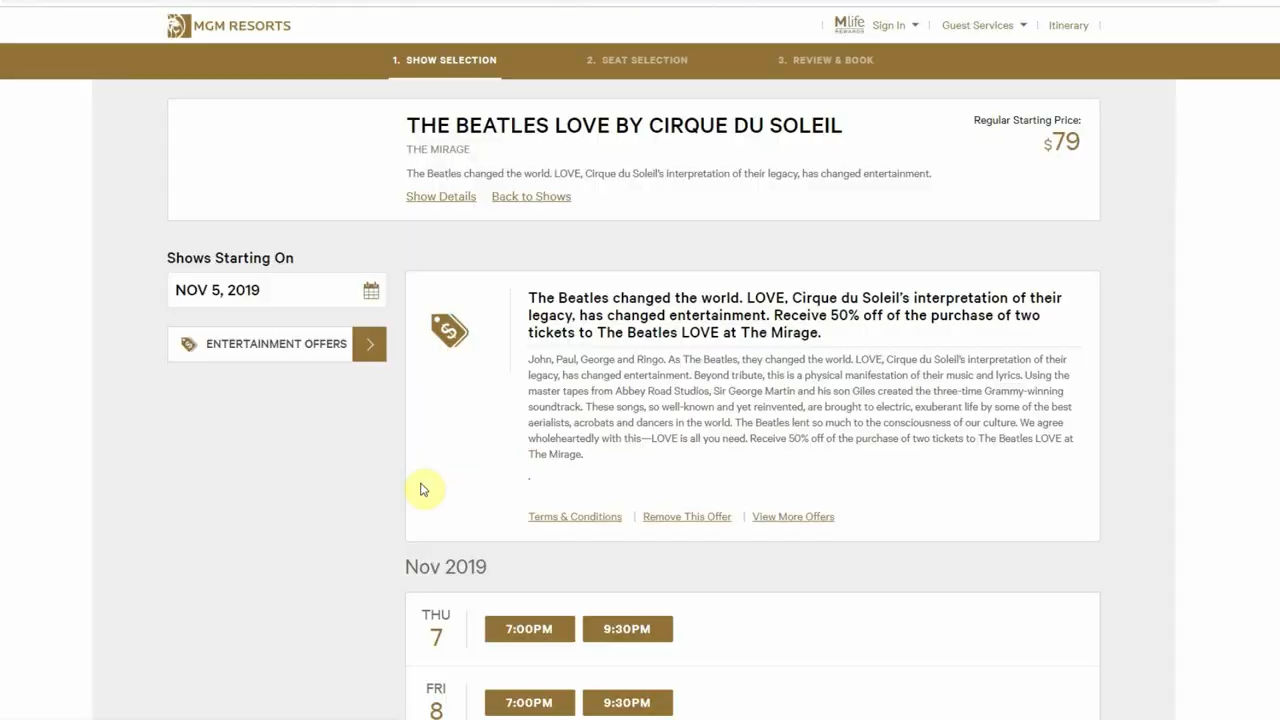 MGM RESORTS
Mlife REWARDS Sign In | Guest Services | Itinerary
1. SHOW SELECTION 2. SEAT SELECTION 3. REVIEW & BOOK
THE BEATLES LOVE BY CIRQUE DU SOLEIL
Regular Starting Price:
$79
THE MIRAGE
The Beatles changed the world. LOVE, Cirque du Soleil's interpretation of their legacy, has changed entertainment.
Show Details Back to Shows
Shows Starting On
NOV 5, 2019
ENTERTAINMENT OFFERS
The Beatles changed the world. LOVE, Cirque du Soleil's interpretation of their
legacy, has changed entertainment. Receive 50% off of the purchase of two
tickets to The Beatles LOVE at The Mirage.
John, Paul, George and Ringo. As The Beatles, they changed the world. LOVE, Cirque du Soleil's interpretation of their
legacy, has changed entertainment. Beyond tribute, this is a physical manifestation of their music and lyrics. Using the
master tapes from Abbey Road Studios, Sir George Martin and his son Giles created the three-time Grammy-winning
soundtrack. These songs, so well-known and yet reinvented, are brought to electric, exuberant life by some of the best
aerialists, acrobats and dancers in the world. The Beatles lent so much to the consciousness of our culture. We agree
wholeheartedly with this—LOVE is all you need. Receive 50% off of the purchase of two tickets to The Beatles LOVE at
The Mirage.
.
Terms & Conditions | Remove This Offer | View More Offers
Nov 2019
THU
7 7:00PM 9:30PM
FRI
8 7:00PM 9:30PM